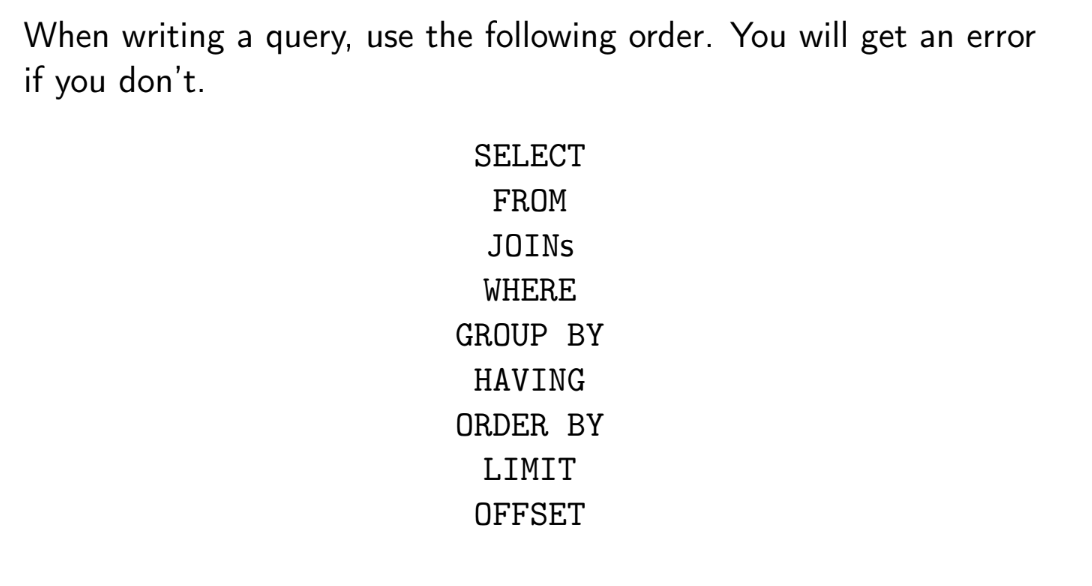 When writing a query, use the following order. You will get an error
if you don't.
SELECT
FROM
JOINs
WHERE
GROUP BY
HAVING
ORDER BY
LIMIT
OFFSET